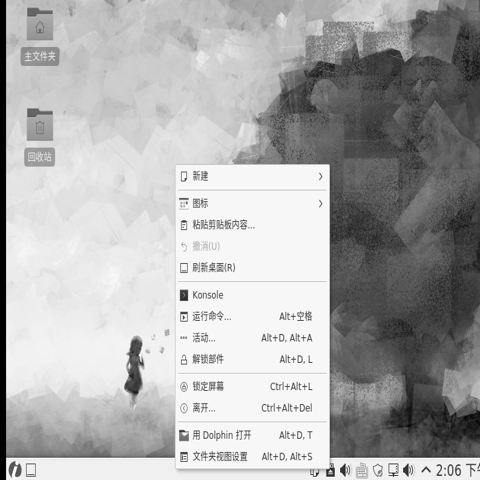 主文件夹
回收站
新建
图标
粘贴剪贴板内容...
撤消(U)
刷新桌面(R)
Konsole
运行命令... Alt+空格
活动... Alt+D, Alt+A
解锁部件 Alt+D, L
锁定屏幕 Ctrl+Alt+L
离开... Ctrl+Alt+Del
用 Dolphin 打开 Alt+D, T
文件夹视图设置 Alt+D, Alt+S
2:06 下